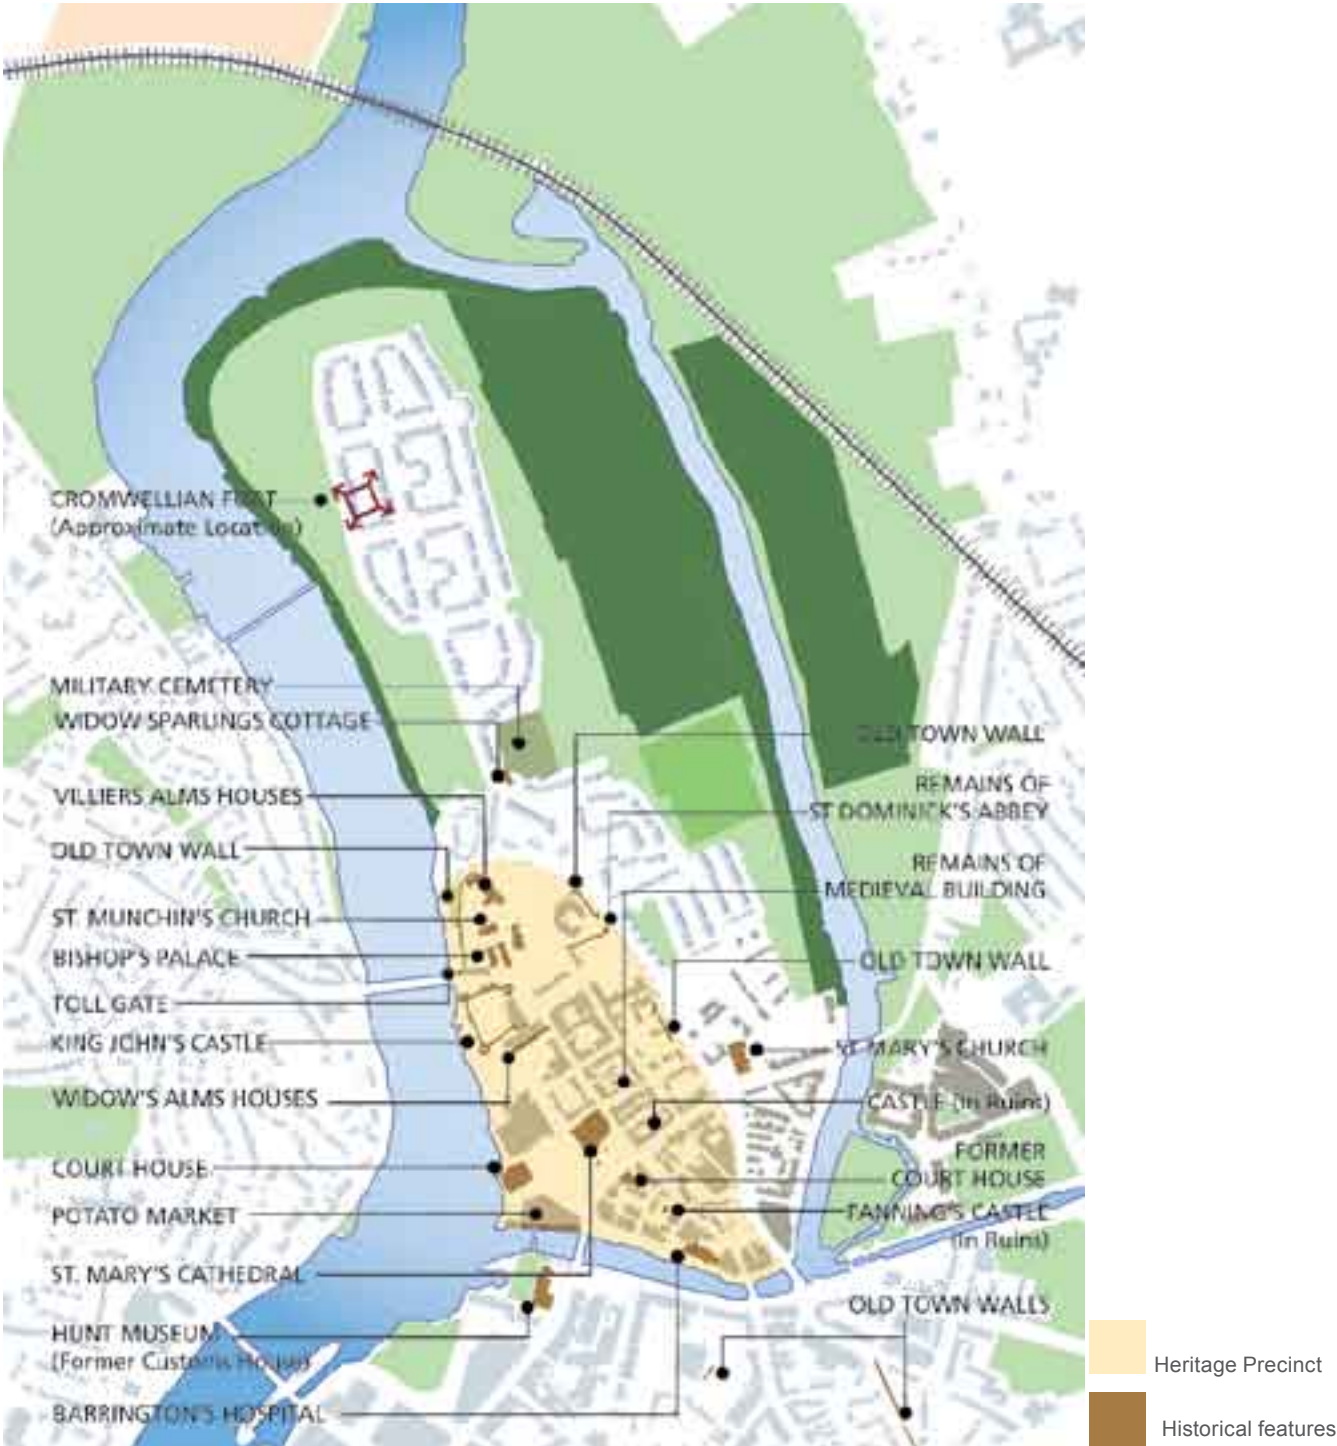 CROMWELLIAN FORT
(Approximate Location)
MILITARY CEMETERY
WIDOW SPARLINGS COTTAGE
VILLIERS ALMS HOUSES
OLD TOWN WALL
ST. MUNCHIN'S CHURCH
BISHOP'S PALACE
TOLL GATE
KING JOHN'S CASTLE
WIDOW'S ALMS HOUSES
COURT HOUSE
POTATO MARKET
ST. MARY'S CATHEDRAL
HUNT MUSEUM
(Former Customs House)
BARRINGTON'S HOSPITAL
OLD TOWN WALL
REMAINS OF
ST DOMINICK'S ABBEY
REMAINS OF
MEDIEVAL BUILDING
OLD TOWN WALL
ST MARY'S CHURCH
CASTLE (In Ruins)
FORMER
COURT HOUSE
FANNING'S CASTLE
(In Ruins)
OLD TOWN WALLS
Heritage Precinct
Historical features